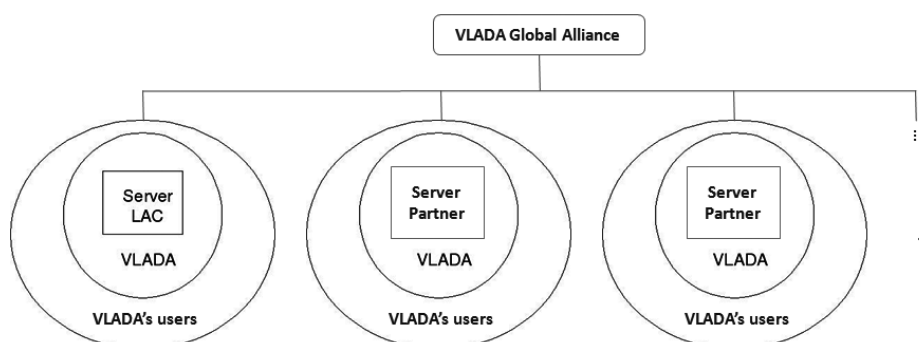 VLADA Global Alliance
Server
LAC
VLADA
VLADA's users
Server
Partner
VLADA
VLADA's users
Server
Partner
VLADA
VLADA's users